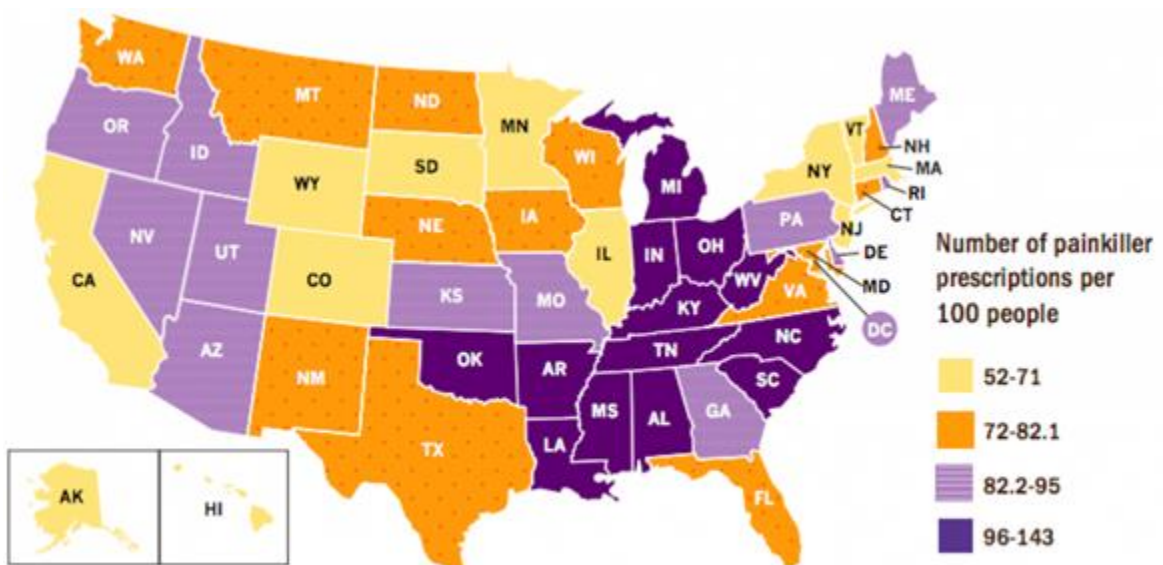 WA
MT
ND
MN
ME
OR
ID
WY
SD
WI
MI
NY
VT
NH
MA
RI
CT
NV
UT
CO
NE
IA
IL
IN
OH
PA
NJ
DE
MD
DC
CA
KS
MO
KY
WV
VA
AZ
NM
OK
AR
TN
NC
SC
TX
LA
MS
AL
GA
FL
AK
HI
Number of painkiller
prescriptions per
100 people
52-71
72-82.1
82.2-95
96-143